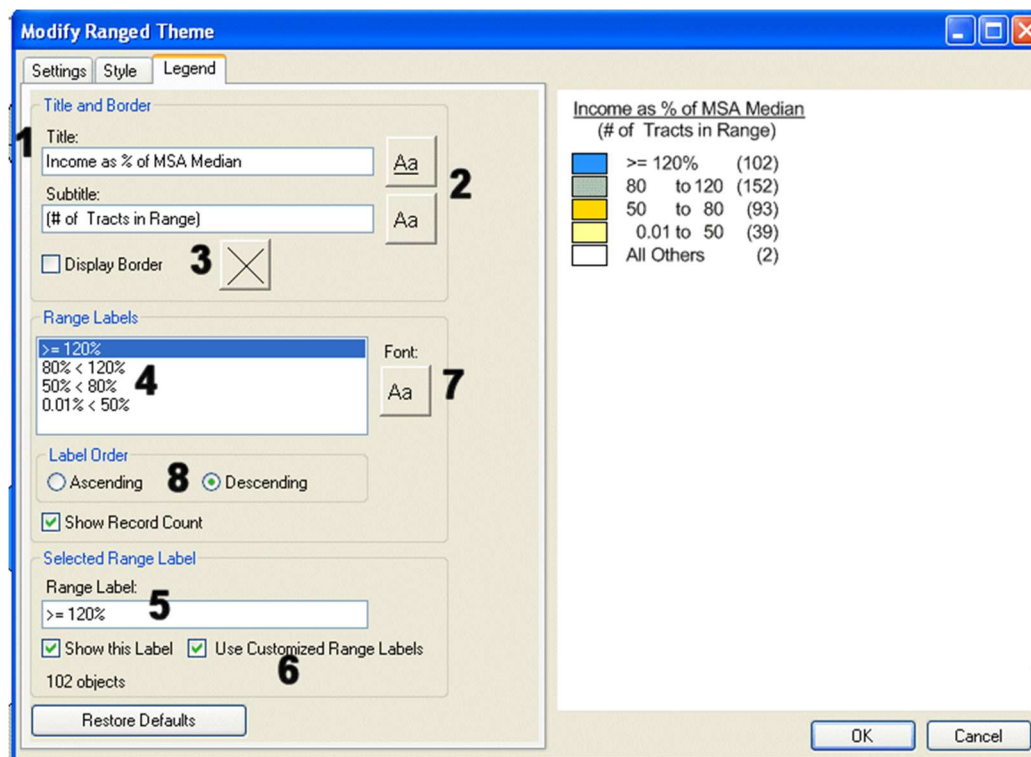 Modify Ranged Theme
Settings Style Legend
Title and Border
1
Title:
Income as % of MSA Median
Aa
2
Subtitle:
(# of Tracts in Range)
Aa
Display Border
3
Range Labels
>= 120%
80% < 120%
50% < 80%
0.01% < 50%
4
Font:
Aa
7
Label Order
Ascending
8
Descending
Show Record Count
Selected Range Label
Range Label:
5
>= 120%
Show this Label
Use Customized Range Labels
6
102 objects
Restore Defaults
Income as % of MSA Median
(# of Tracts in Range)
>= 120% (102)
80 to 120 (152)
50 to 80 (93)
0.01 to 50 (39)
All Others (2)
OK
Cancel